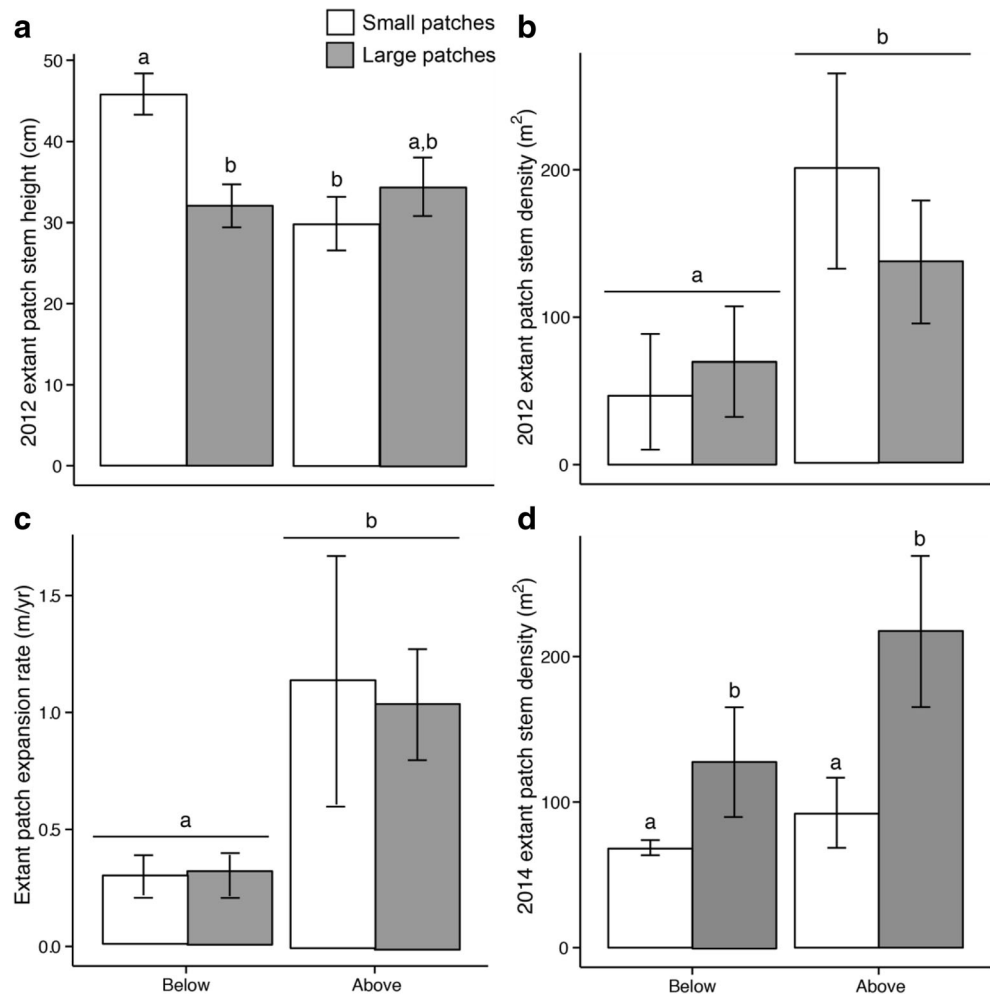 a
Small patches
Large patches
2012 extant patch stem height (cm)
50
40
30
20
10
0
a
b
b
a,b
b
2012 extant patch stem density (m²)
200
100
0
a
b
c
Extant patch expansion rate (m/yr)
1.5
1.0
0.5
0.0
a
b
Below
Above
d
2014 extant patch stem density (m²)
200
100
0
a
b
a
b
Below
Above